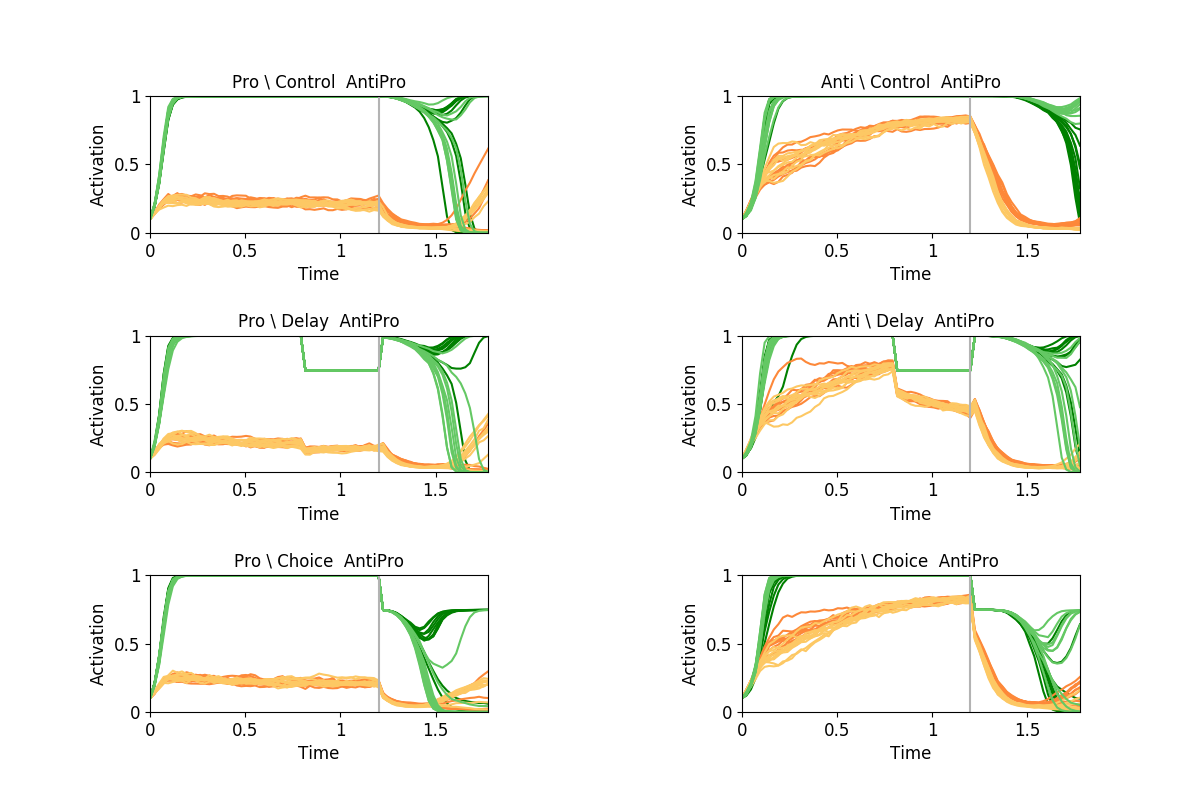 Pro \ Control  AntiPro
Activation
1
0.5
0
0
0.5
1
1.5
Time
Anti \ Control  AntiPro
Activation
1
0.5
0
0
0.5
1
1.5
Time
Pro \ Delay  AntiPro
Activation
1
0.5
0
0
0.5
1
1.5
Time
Anti \ Delay  AntiPro
Activation
1
0.5
0
0
0.5
1
1.5
Time
Pro \ Choice  AntiPro
Activation
1
0.5
0
0
0.5
1
1.5
Time
Anti \ Choice  AntiPro
Activation
1
0.5
0
0
0.5
1
1.5
Time